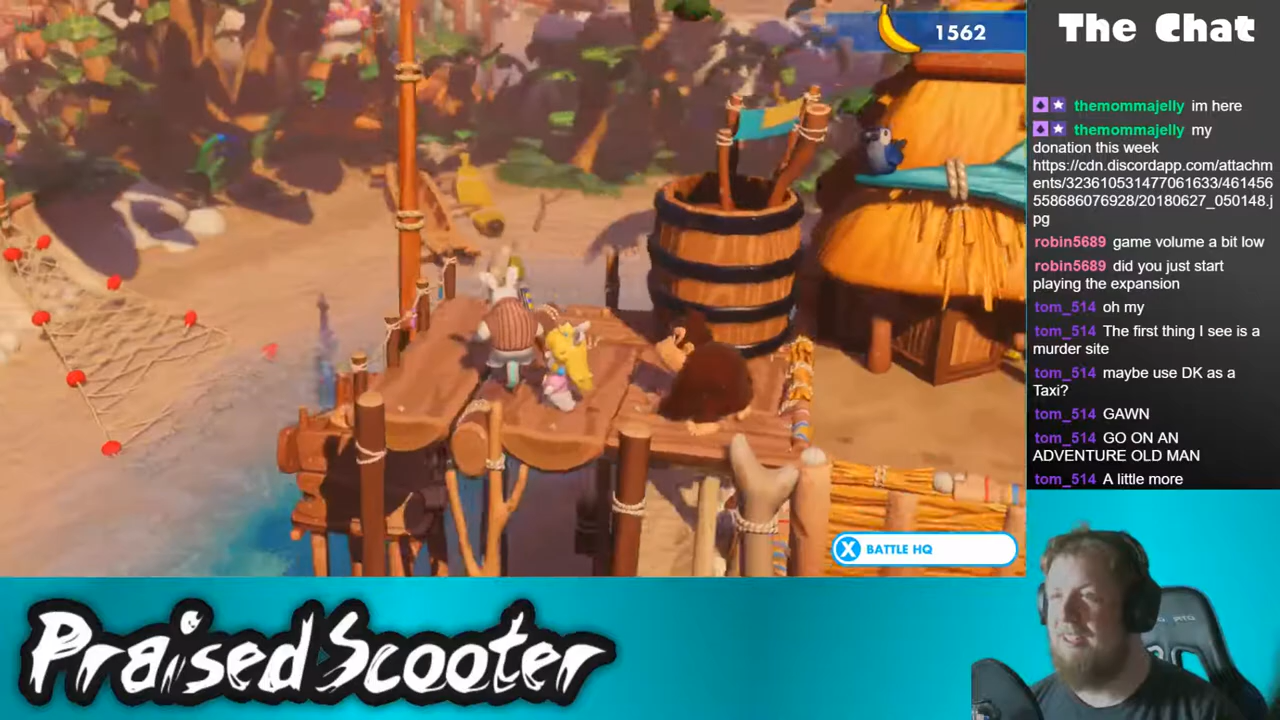 1562
The Chat
themommajelly im here
themommajelly my
donation this week
https://cdn.discordapp.com/attachm
ents/323610531477061633/461456
558686076928/20180627_050148.j
pg
robin5689 game volume a bit low
robin5689 did you just start
playing the expansion
tom_514 oh my
tom_514 The first thing I see is a
murder site
tom_514 maybe use DK as a
Taxi?
tom_514 GAWN
tom_514 GO ON AN
ADVENTURE OLD MAN
tom_514 A little more
X BATTLE HQ
PraisedScooter